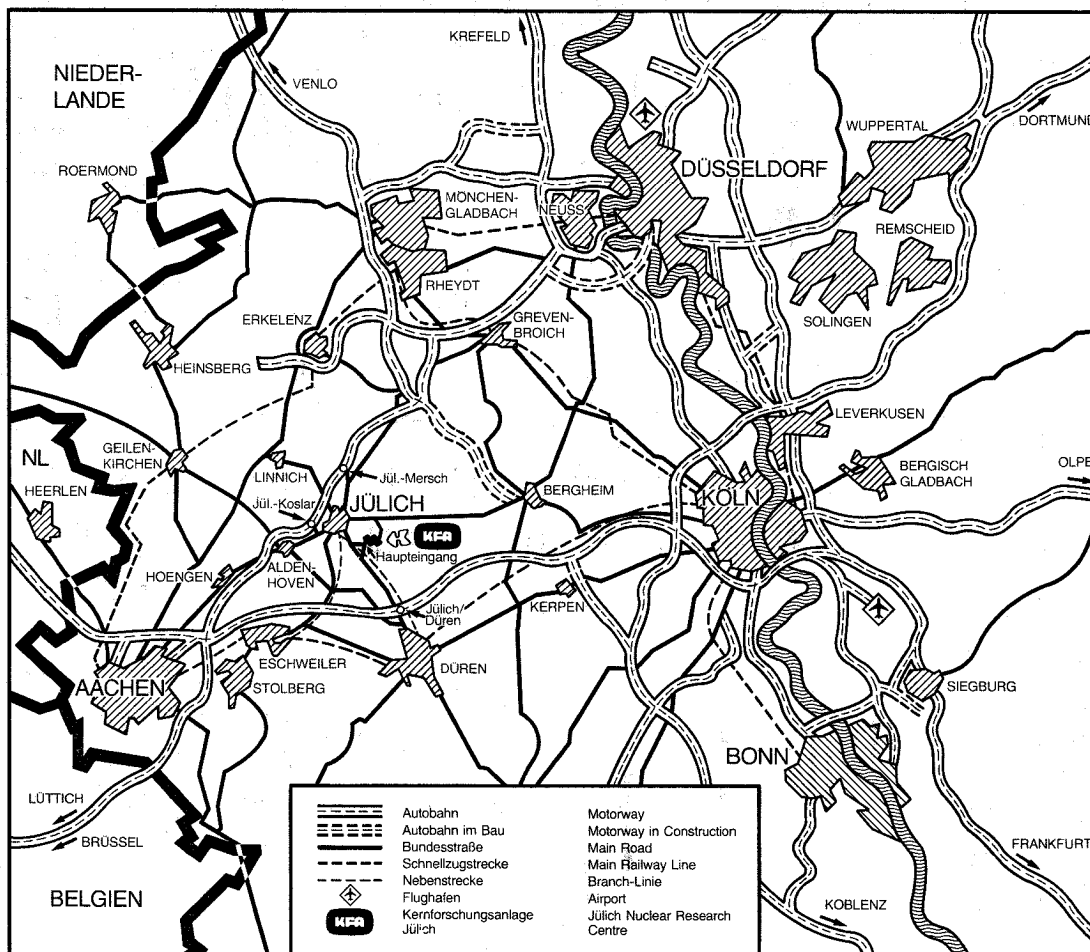 KREFELD
NIEDER-
LANDE
VENLO
DORTMUND
WUPPERTAL
DÜSSELDORF
ROERMOND
MÖNCHEN-
GLADBACH
NEUSS
REMSCHEID
RHEYDT
ERKELENZ
GREVEN-
BROICH
SOLINGEN
HEINSBERG
LEVERKUSEN
GEILEN-
KIRCHEN
NL
LINNICH
Jül.-Mersch
BERGISCH
GLADBACH
OLPE
HEERLEN
Jül.-Koslar
JÜLICH
BERGHEIM
KÖLN
KFA
Haupteingang
HOENGEN
ALDEN-
HOVEN
KERPEN
Jülich/
Düren
ESCHWEILER
DÜREN
AACHEN
STOLBERG
SIEGBURG
BONN
LÜTTICH
BRÜSSEL
FRANKFURT
BELGIEN
KOBLENZ
Autobahn Motorway
Autobahn im Bau Motorway in Construction
Bundesstraße Main Road
Schnellzugstrecke Main Railway Line
Nebenstrecke Branch-Linie
Flughafen Airport
KFA Kernforschungsanlage Jülich Nuclear Research
Jülich Centre